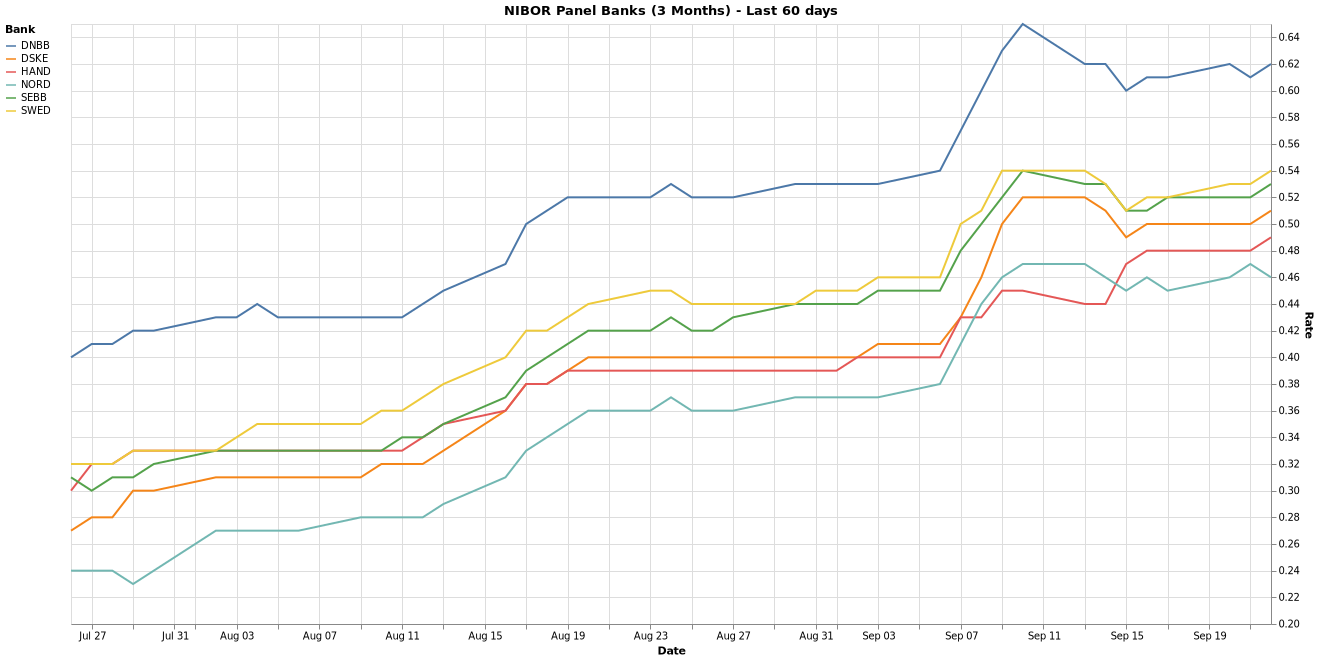 NIBOR Panel Banks (3 Months) - Last 60 days
Bank
DNBB
DSKE
HAND
NORD
SEBB
SWED
0.64
0.62
0.60
0.58
0.56
0.54
0.52
0.50
0.48
0.46
0.44
0.42
0.40
0.38
0.36
0.34
0.32
0.30
0.28
0.26
0.24
0.22
0.20
Rate
Jul 27 Jul 31 Aug 03 Aug 07 Aug 11 Aug 15 Aug 19 Aug 23 Aug 27 Aug 31 Sep 03 Sep 07 Sep 11 Sep 15 Sep 19
Date